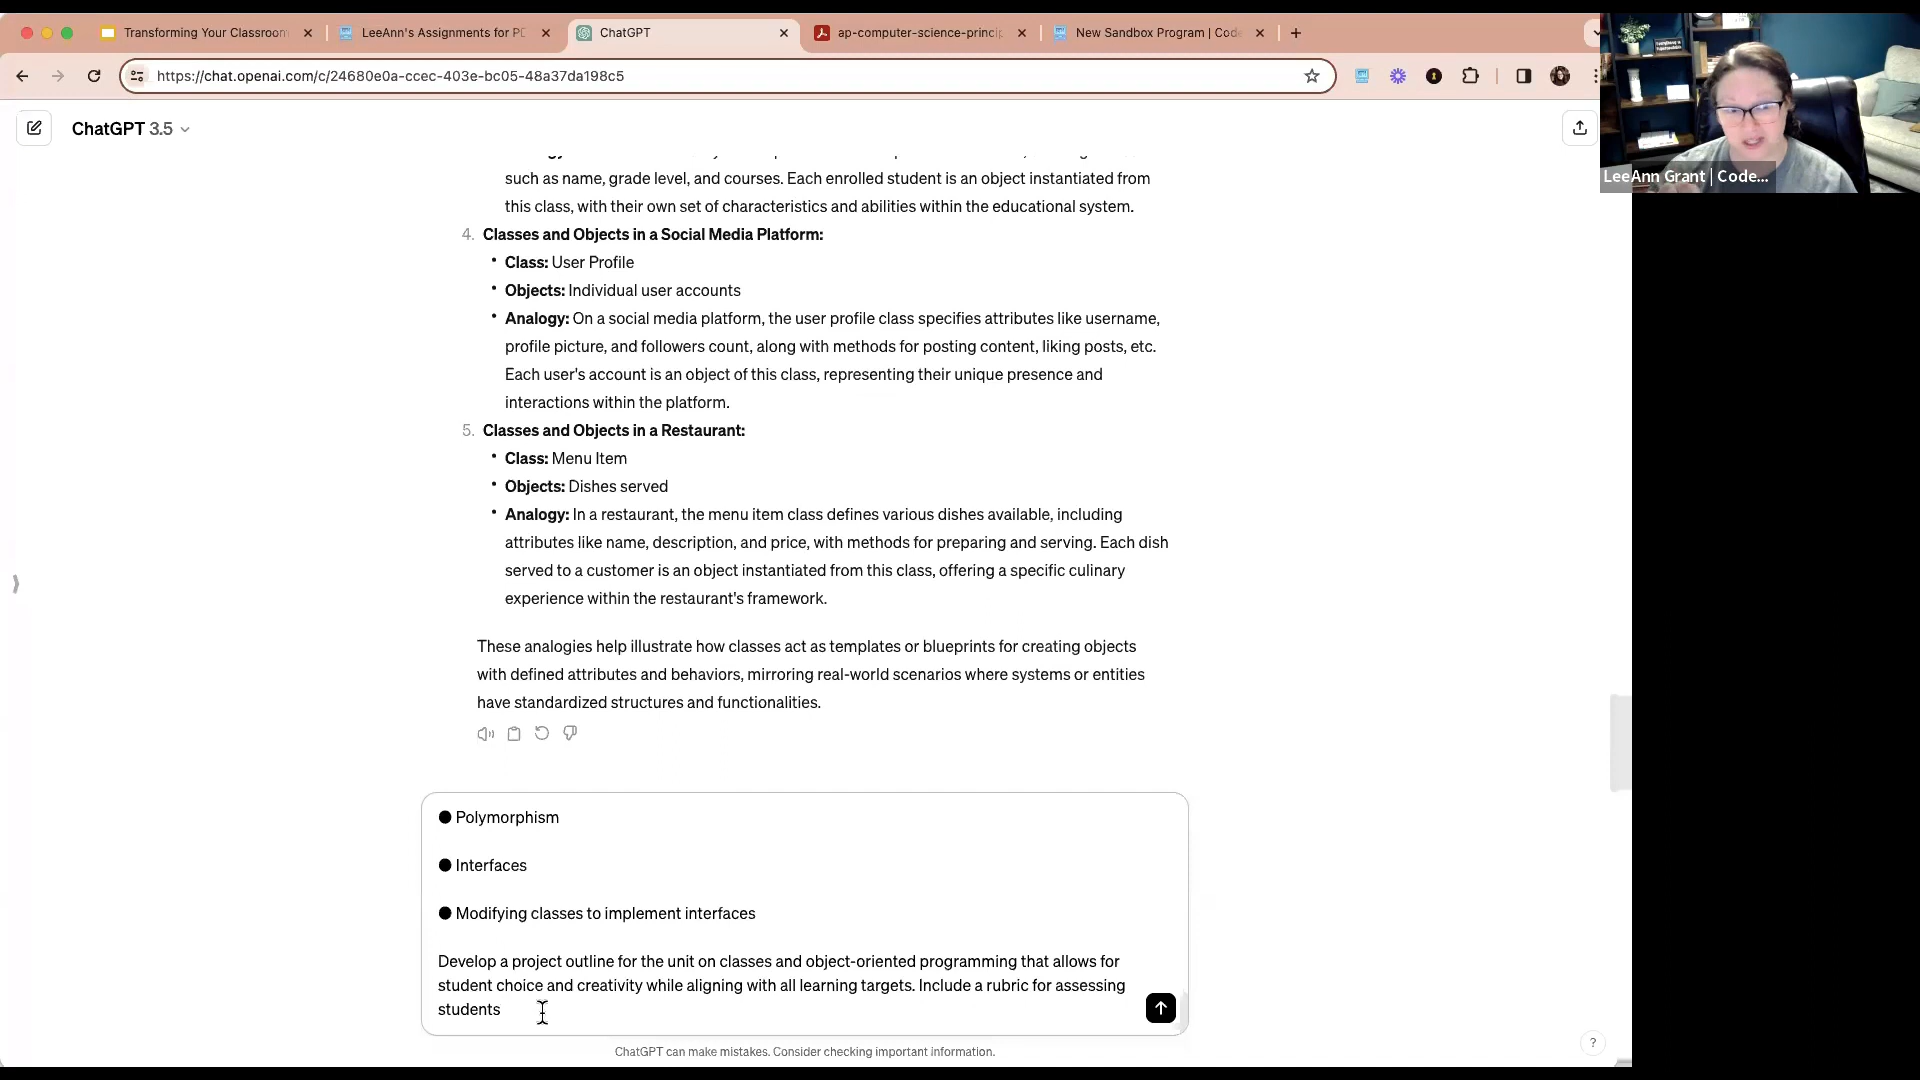 Transforming Your Classroom
LeeAnn's Assignments for PD
ChatGPT
ap-computer-science-princip
New Sandbox Program | Code
https://chat.openai.com/c/24680e0a-ccec-403e-bc05-48a37da198c5
ChatGPT 3.5
LeeAnn Grant | Code...
such as name, grade level, and courses. Each enrolled student is an object instantiated from
this class, with their own set of characteristics and abilities within the educational system.
4. Classes and Objects in a Social Media Platform:
• Class: User Profile
• Objects: Individual user accounts
• Analogy: On a social media platform, the user profile class specifies attributes like username,
profile picture, and followers count, along with methods for posting content, liking posts, etc.
Each user's account is an object of this class, representing their unique presence and
interactions within the platform.
5. Classes and Objects in a Restaurant:
• Class: Menu Item
• Objects: Dishes served
• Analogy: In a restaurant, the menu item class defines various dishes available, including
attributes like name, description, and price, with methods for preparing and serving. Each dish
served to a customer is an object instantiated from this class, offering a specific culinary
experience within the restaurant's framework.
These analogies help illustrate how classes act as templates or blueprints for creating objects
with defined attributes and behaviors, mirroring real-world scenarios where systems or entities
have standardized structures and functionalities.
● Polymorphism
● Interfaces
● Modifying classes to implement interfaces
Develop a project outline for the unit on classes and object-oriented programming that allows for
student choice and creativity while aligning with all learning targets. Include a rubric for assessing
students
ChatGPT can make mistakes. Consider checking important information.
?